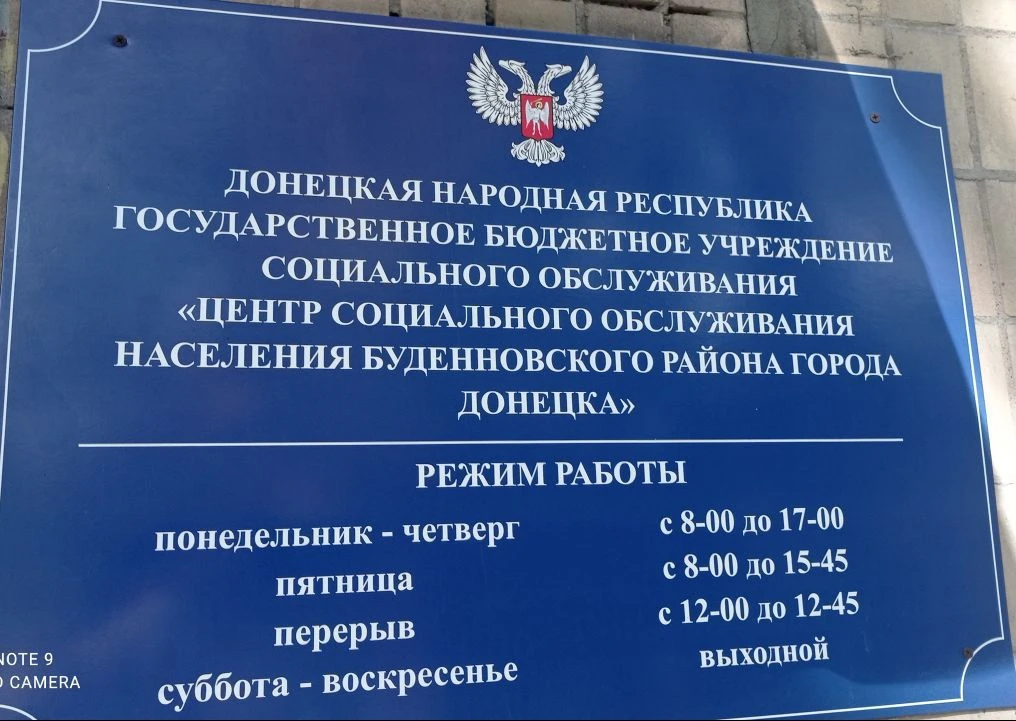 ДОНЕЦКАЯ НАРОДНАЯ РЕСПУБЛИКА
ГОСУДАРСТВЕННОЕ БЮДЖЕТНОЕ УЧРЕЖДЕНИЕ
СОЦИАЛЬНОГО ОБСЛУЖИВАНИЯ
«ЦЕНТР СОЦИАЛЬНОГО ОБСЛУЖИВАНИЯ
НАСЕЛЕНИЯ БУДЕННОВСКОГО РАЙОНА ГОРОДА
ДОНЕЦКА»
РЕЖИМ РАБОТЫ
понедельник - четверг с 8-00 до 17-00
пятница с 8-00 до 15-45
перерыв с 12-00 до 12-45
суббота - воскресенье выходной
NOTE 9
CAMERA